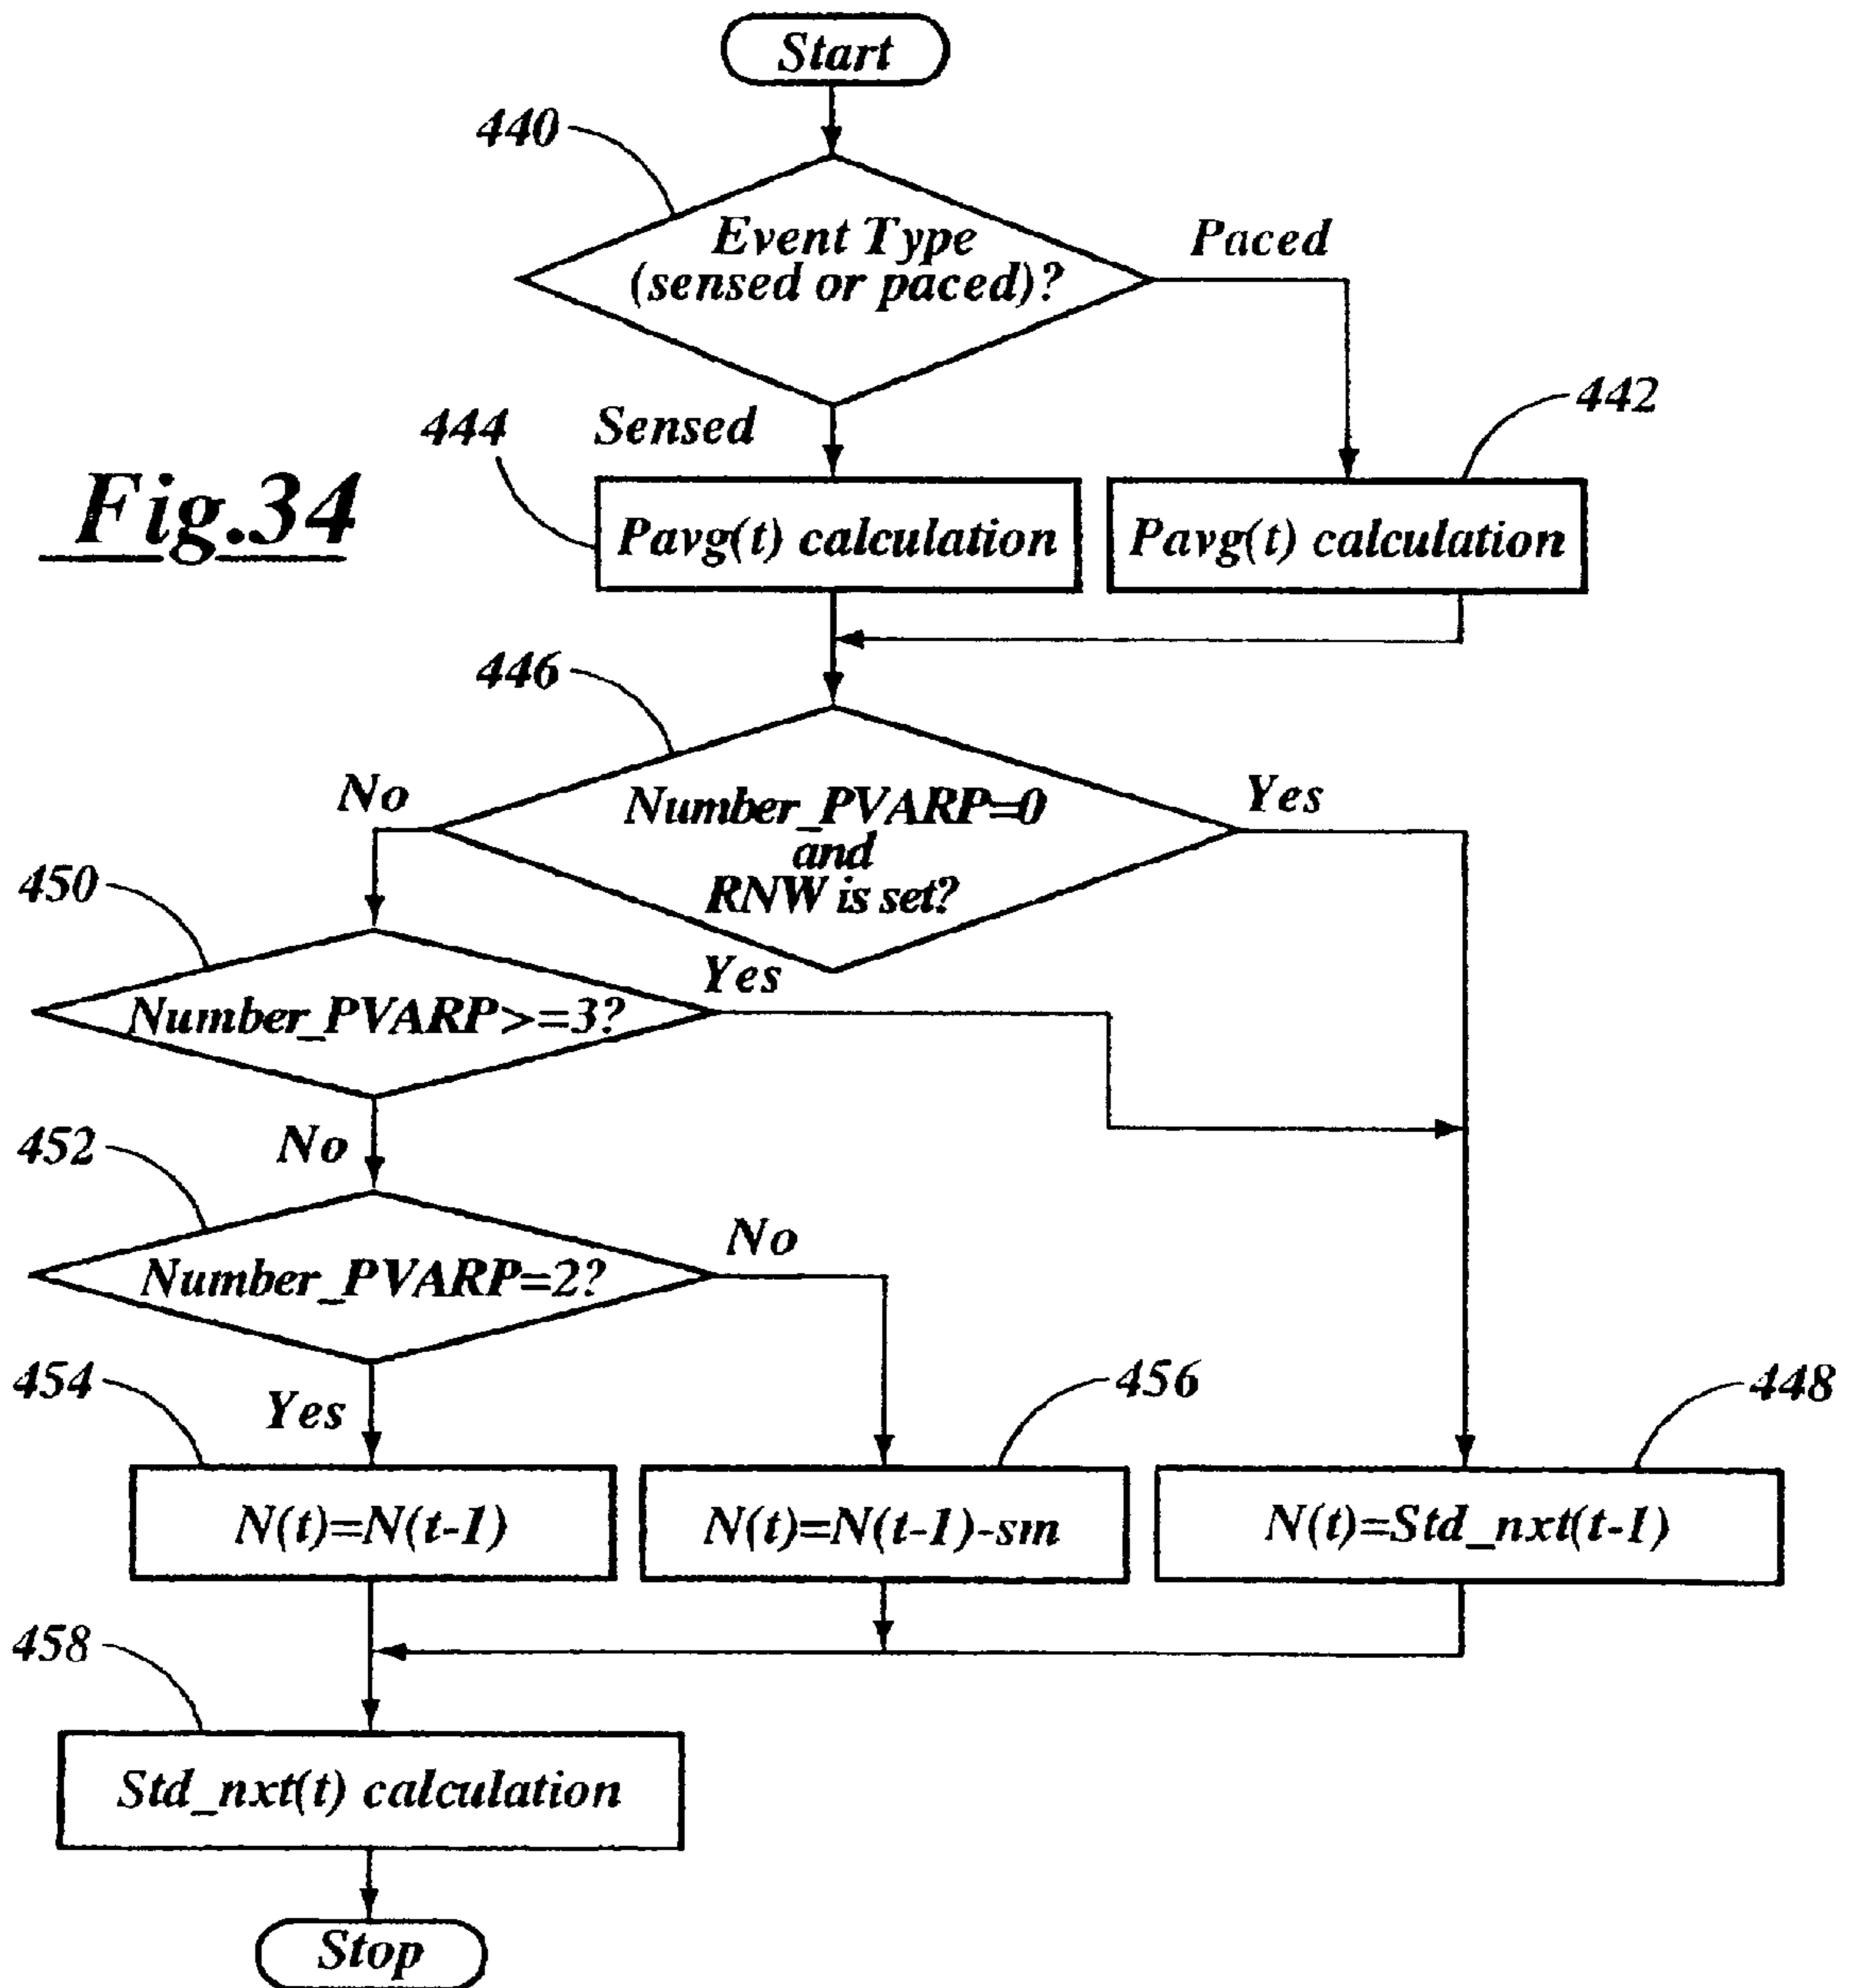 Start
440
Event Type
(sensed or paced)?
Paced
442
444
Sensed
Fig.34
Pavg(t) calculation
Pavg(t) calculation
446
No
Number_PVARP=0
and
RNW is set?
Yes
450
Number_PVARP>=3?
Yes
452
No
Number_PVARP=2?
No
454
Yes
456
448
N(t)=N(t-1)
N(t)=N(t-1)-sm
N(t)=Std_nxt(t-1)
458
Std_nxt(t) calculation
Stop